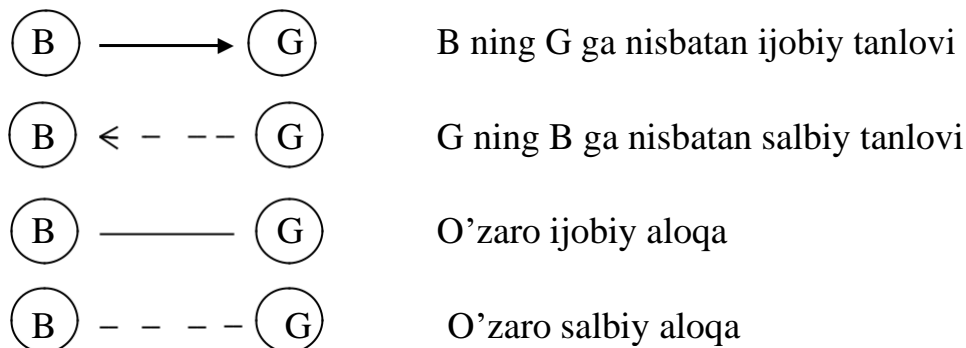 B G B ning G ga nisbatan ijobiy tanlovi
B G G ning B ga nisbatan salbiy tanlovi
B G O’zaro ijobiy aloqa
B G O’zaro salbiy aloqa